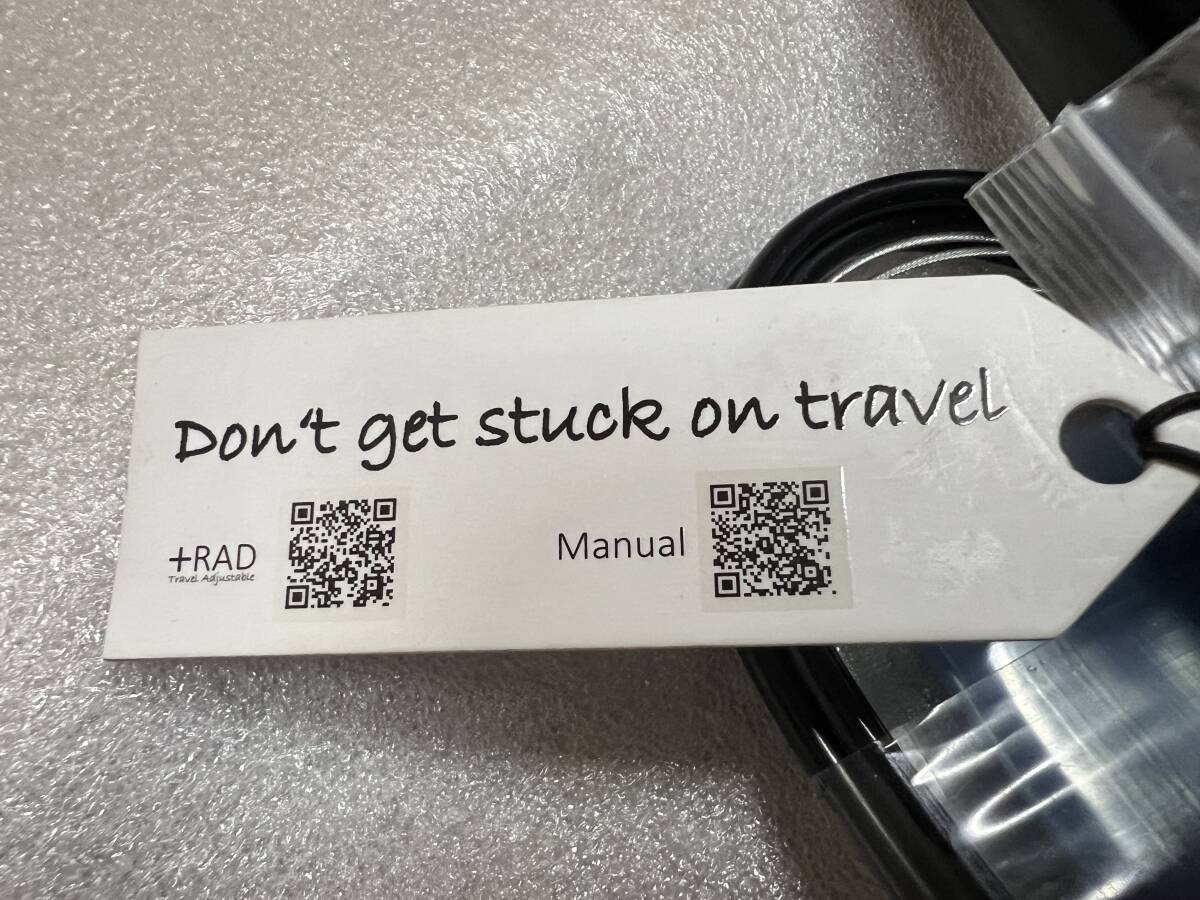 Don't get stuck on travel
+RAD
Travel Adjustable
Manual